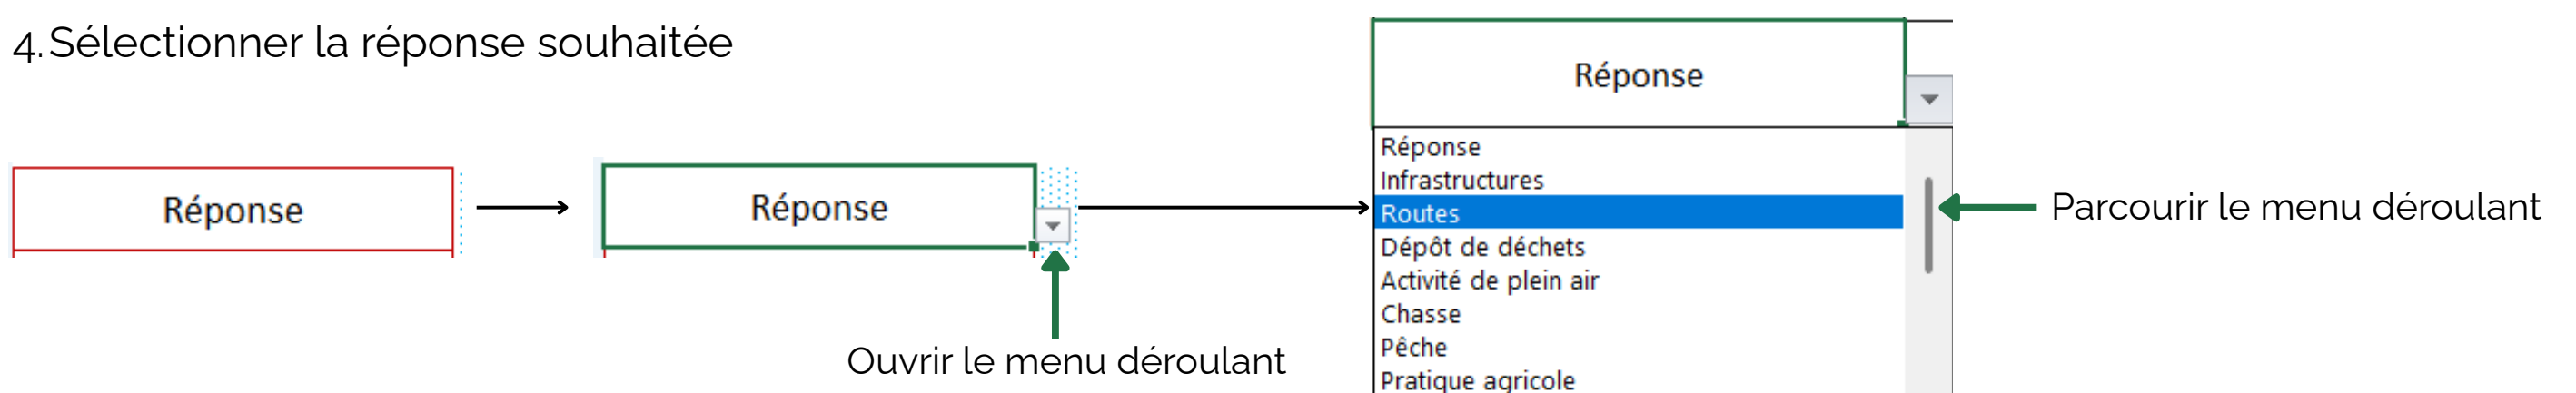 4. Sélectionner la réponse souhaitée
Réponse
Réponse
Ouvrir le menu déroulant
Réponse
Réponse
Infrastructures
Routes
Dépôt de déchets
Activité de plein air
Chasse
Pêche
Pratique agricole
Parcourir le menu déroulant